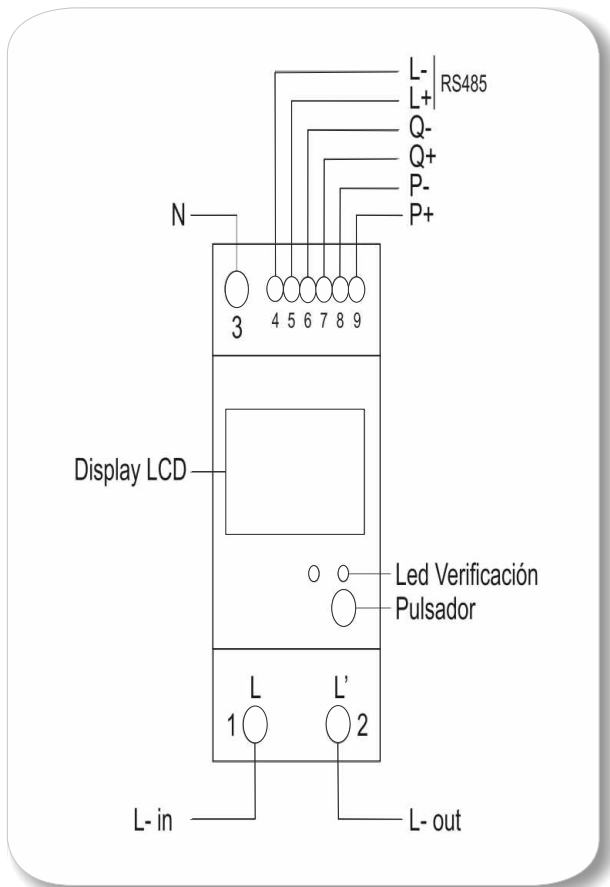 L-
RS485
L+
Q-
Q+
P-
N
P+
3
4 5 6 7 8 9
Display LCD
Led Verificación
Pulsador
L L’
1 2
L- in L- out